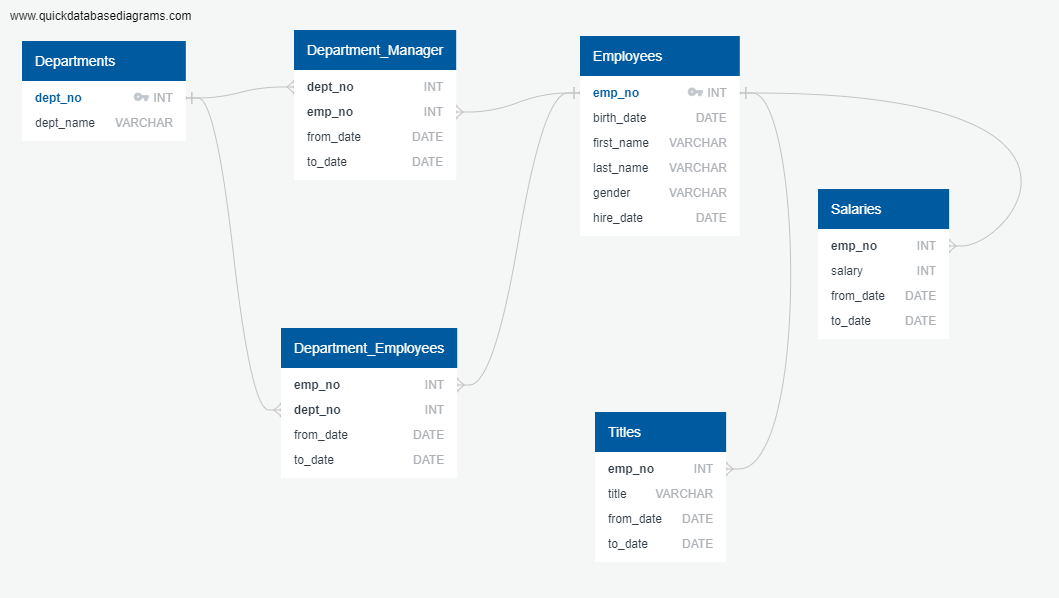 www.quickdatabasediagrams.com
Departments
dept_no INT
dept_name VARCHAR
Department_Manager
dept_no INT
emp_no INT
from_date DATE
to_date DATE
Employees
emp_no INT
birth_date DATE
first_name VARCHAR
last_name VARCHAR
gender VARCHAR
hire_date DATE
Salaries
emp_no INT
salary INT
from_date DATE
to_date DATE
Department_Employees
emp_no INT
dept_no INT
from_date DATE
to_date DATE
Titles
emp_no INT
title VARCHAR
from_date DATE
to_date DATE